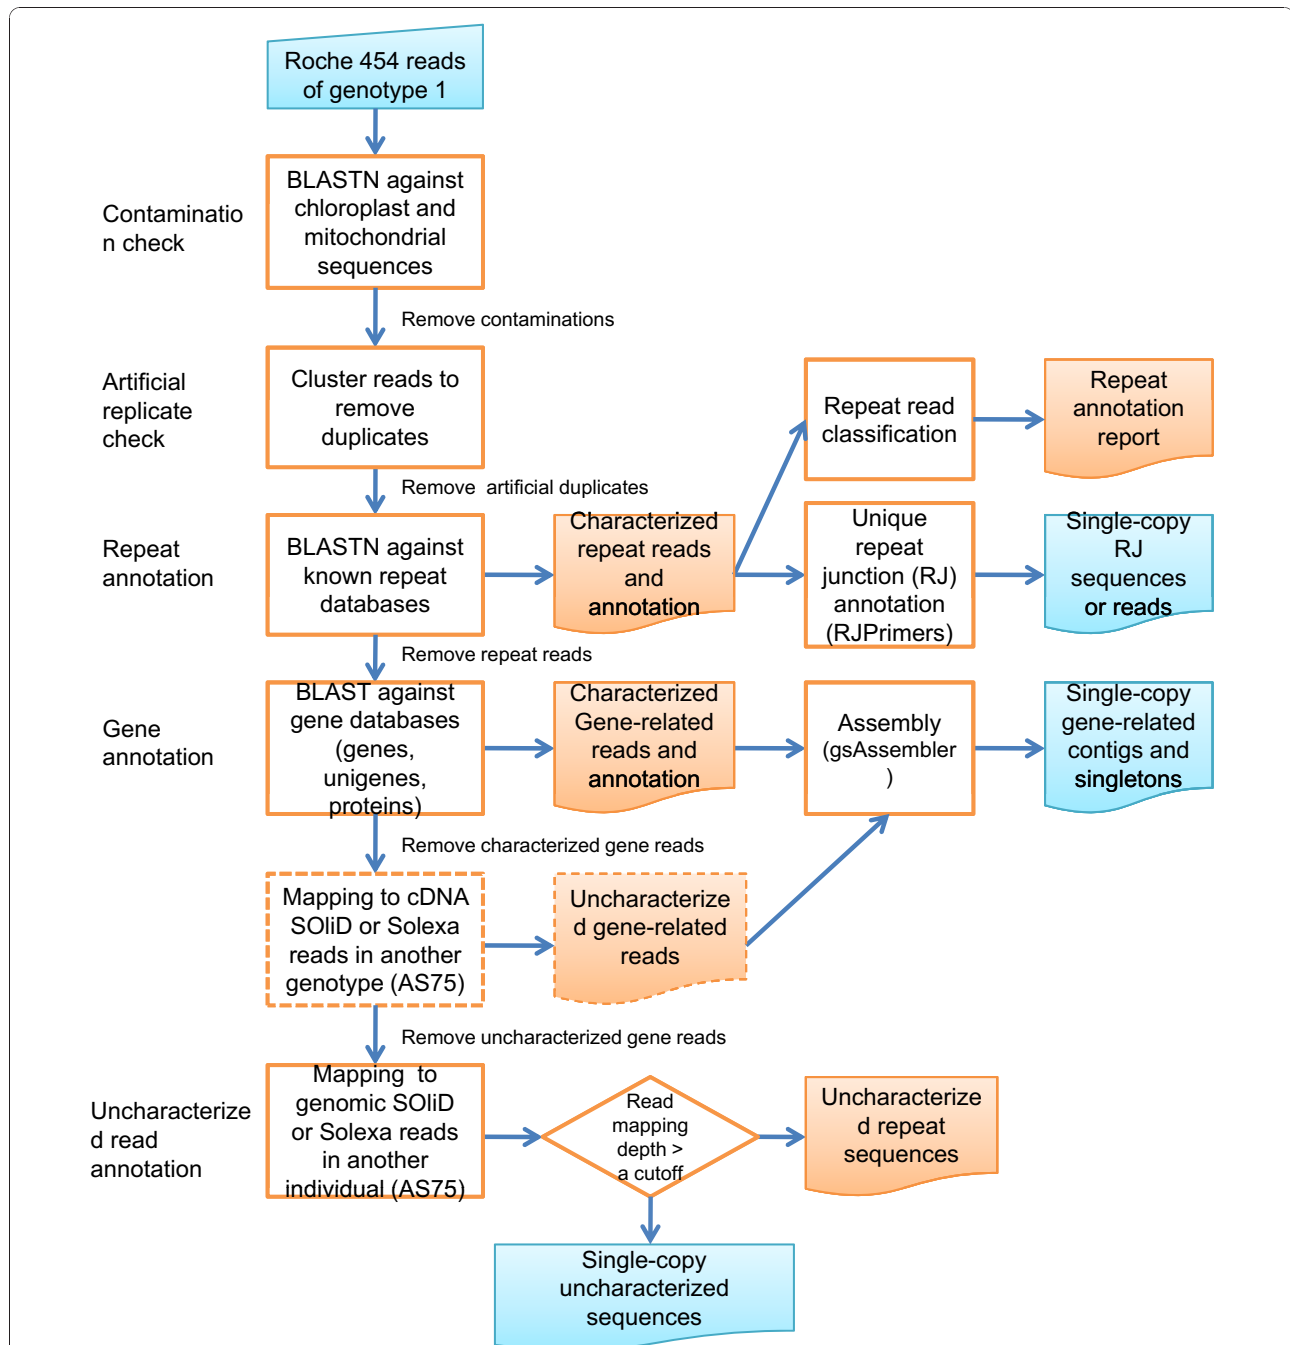 Roche 454 reads
of genotype 1
Contaminatio
n check
BLASTN against
chloroplast and
mitochondrial
sequences
Remove contaminations
Artificial
replicate
check
Cluster reads to
remove
duplicates
Repeat read
classification
Repeat
annotation
report
Remove  artificial duplicates
Repeat
annotation
BLASTN against
known repeat
databases
Characterized
repeat reads
and
annotation
Unique
repeat
junction (RJ)
annotation
(RJPrimers)
Single-copy
RJ
sequences
or reads
Remove repeat reads
Gene
annotation
BLAST against
gene databases
(genes,
unigenes,
proteins)
Characterized
Gene-related
reads and
annotation
Assembly
(gsAssembler
)
Single-copy
gene-related
contigs and
singletons
Remove characterized gene reads
Mapping to cDNA
SOliD or Solexa
reads in another
genotype (AS75)
Uncharacterize
d gene-related
reads
Remove uncharacterized gene reads
Uncharacterize
d read
annotation
Mapping  to
genomic SOliD
or Solexa reads
in another
individual (AS75)
Read
mapping
depth >
a cutoff
Uncharacterize
d repeat
sequences
Single-copy
uncharacterized
sequences